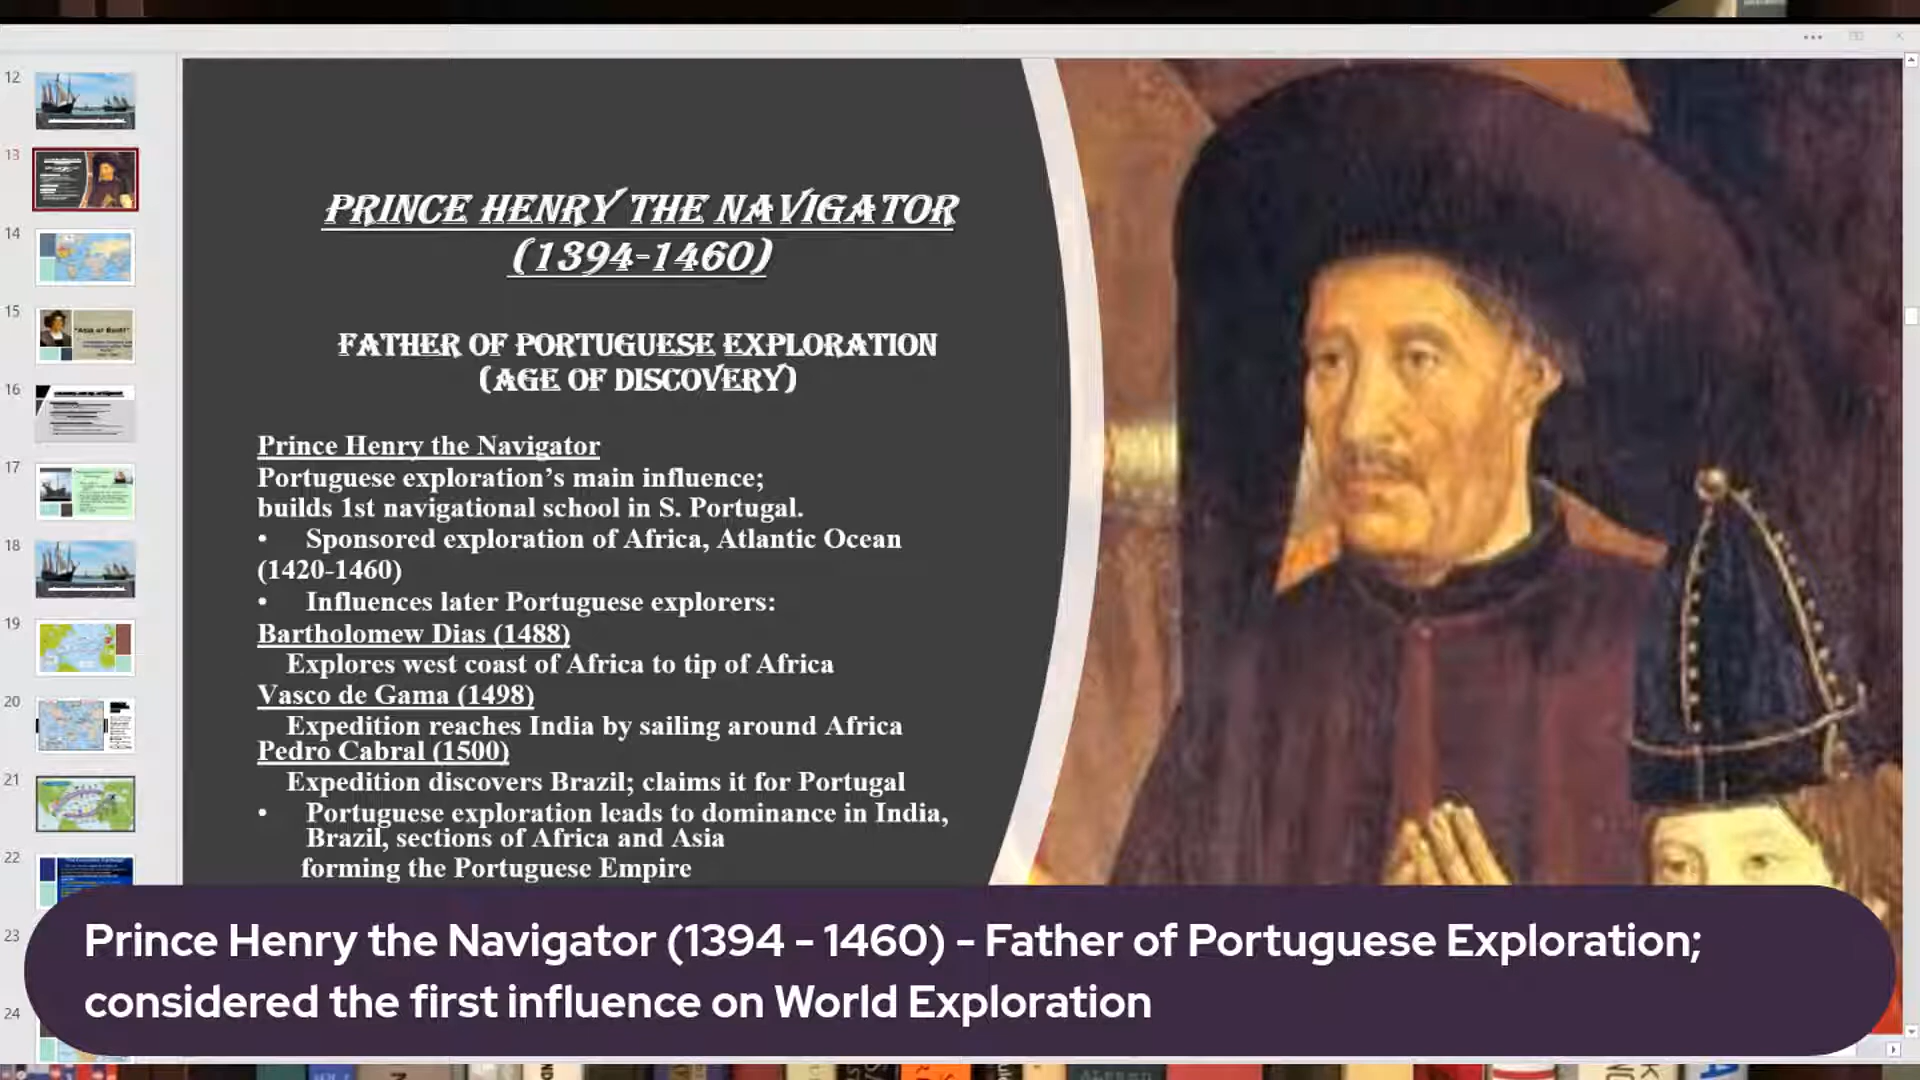 12
13
14
15
16
17
18
19
20
21
22
23
24
PRINCE HENRY THE NAVIGATOR
(1394-1460)
FATHER OF PORTUGUESE EXPLORATION
(AGE OF DISCOVERY)
Prince Henry the Navigator
Portuguese exploration's main influence;
builds 1st navigational school in S. Portugal.
• Sponsored exploration of Africa, Atlantic Ocean
(1420-1460)
• Influences later Portuguese explorers:
Bartholomew Dias (1488)
Explores west coast of Africa to tip of Africa
Vasco de Gama (1498)
Expedition reaches India by sailing around Africa
Pedro Cabral (1500)
Expedition discovers Brazil; claims it for Portugal
• Portuguese exploration leads to dominance in India,
Brazil, sections of Africa and Asia
forming the Portuguese Empire
Prince Henry the Navigator (1394 - 1460) - Father of Portuguese Exploration;
considered the first influence on World Exploration